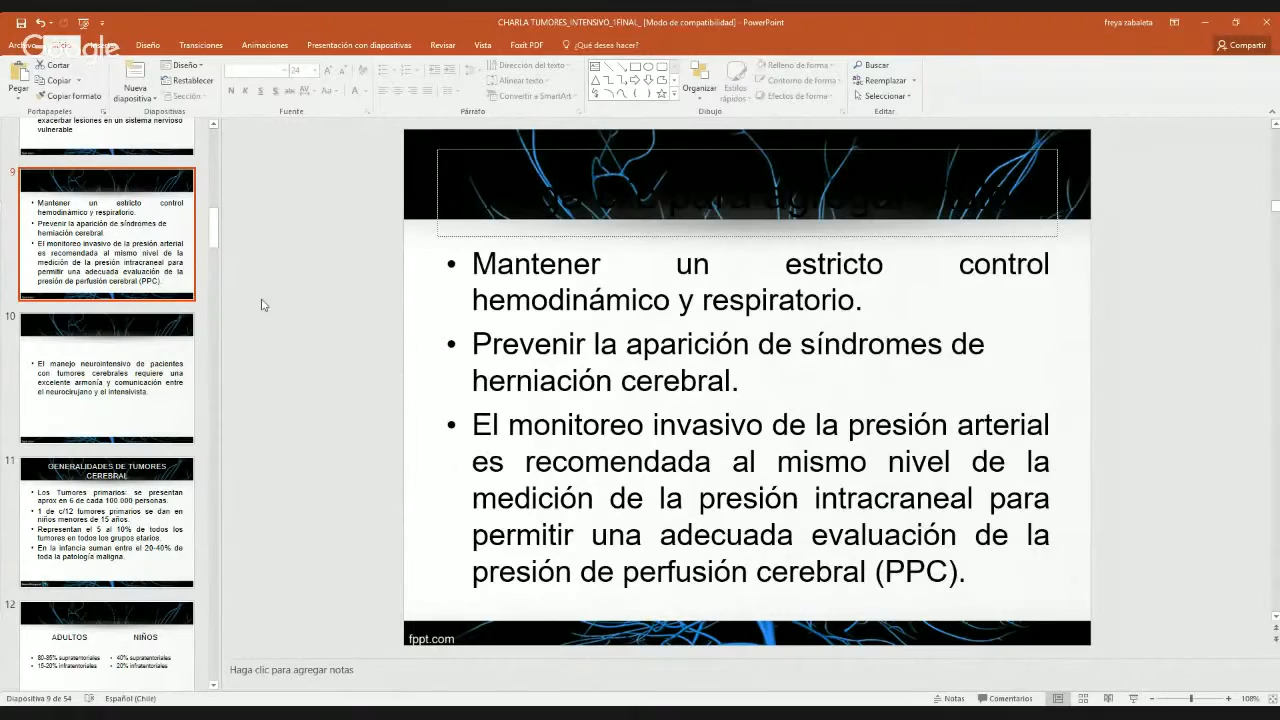 CHARLA TUMORES_INTENSIVO_1FINAL_ [Modo de compatibilidad] - PowerPoint
freya zabaleta
Google
Archivo
Diseño
Transiciones
Animaciones
Presentación con diapositivas
Revisar
Vista
Foxit PDF
¿Qué desea hacer?
Compartir
Pegar
Cortar
Copiar
Copiar formato
Portapapeles
Nueva
diapositiva
Diseño
Restablecer
Sección
Diapositivas
24
N K S S abc AV Aa A
Fuente
Dirección del texto
Alinear texto
Convertir a SmartArt
Párrafo
Organizar
Estilos
rápidos
Relleno de forma
Contorno de forma
Efectos de forma
Dibujo
Buscar
Reemplazar
Seleccionar
Editar
exacerbar lesiones en un sistema nervioso
vulnerable
9
• Mantener un estricto control
hemodinámico y respiratorio.
• Prevenir la aparición de síndromes de
herniación cerebral.
• El monitoreo invasivo de la presión arterial
es recomendada al mismo nivel de la
medición de la presión intracraneal para
permitir una adecuada evaluación de la
presión de perfusión cerebral (PPC).
10
• El manejo neurointensivo de pacientes
con tumores cerebrales requiere una
excelente armonía y comunicación entre
el neurocirujano y el intensivista.
11
GENERALIDADES DE TUMORES
CEREBRAL
• Los Tumores primarios: se presentan
aprox en 6 de cada 100 000 personas.
• 1 de c/12 tumores primarios se dan en
niños menores de 15 años.
• Representan el 5 al 10% de todos los
tumores en todos los grupos etarios.
• En la infancia suman entre el 20-40% de
toda la patología maligna.
12
ADULTOS NIÑOS
• 80-85% supratentoriales • 40% supratentoriales
• 15-20% infratentoriales • 20% infratentoriales
• Mantener un estricto control
hemodinámico y respiratorio.
• Prevenir la aparición de síndromes de
herniación cerebral.
• El monitoreo invasivo de la presión arterial
es recomendada al mismo nivel de la
medición de la presión intracraneal para
permitir una adecuada evaluación de la
presión de perfusión cerebral (PPC).
fppt.com
Haga clic para agregar notas
Diapositiva 9 de 54
Español (Chile)
Notas
Comentarios
108%